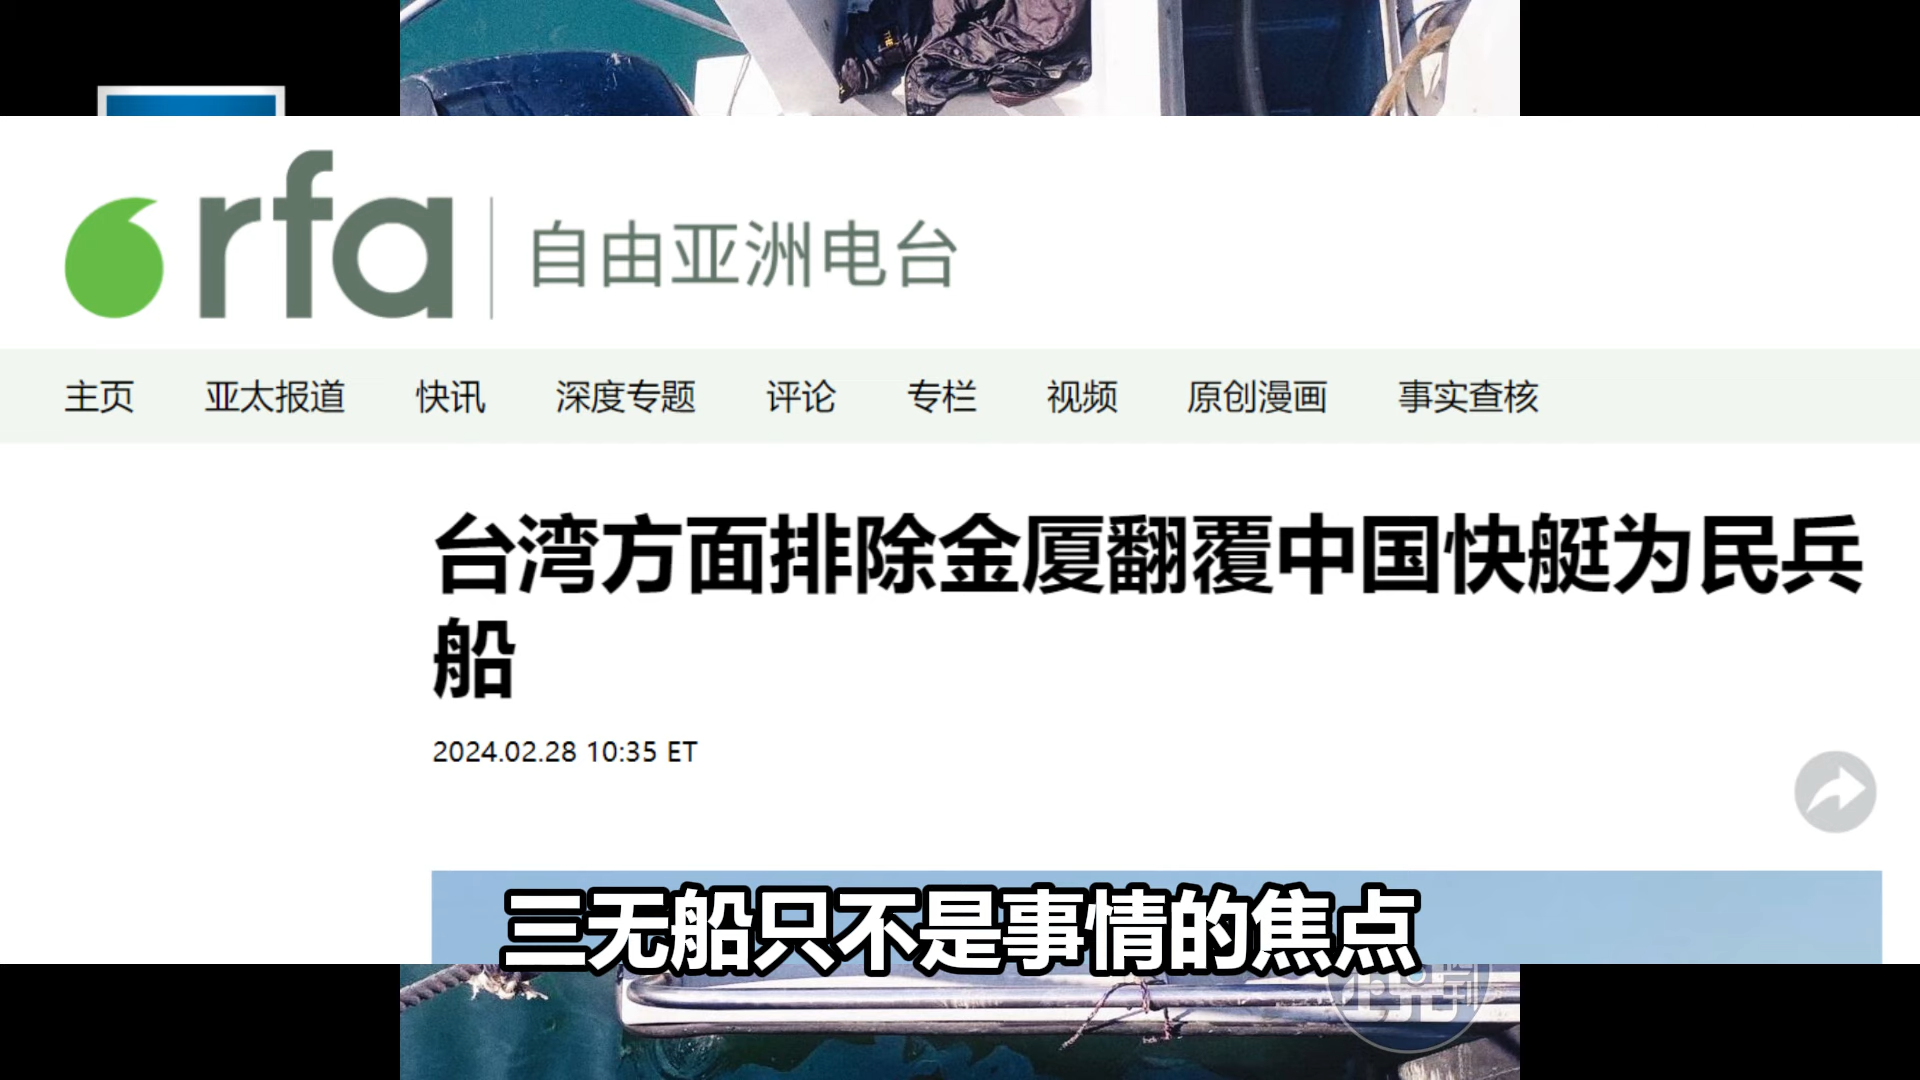 rfa 自由亚洲电台
主页 亚太报道 快讯 深度专题 评论 专栏 视频 原创漫画 事实查核
台湾方面排除金厦翻覆中国快艇为民兵
船
2024.02.28 10:35 ET
三无船只不是事情的焦点